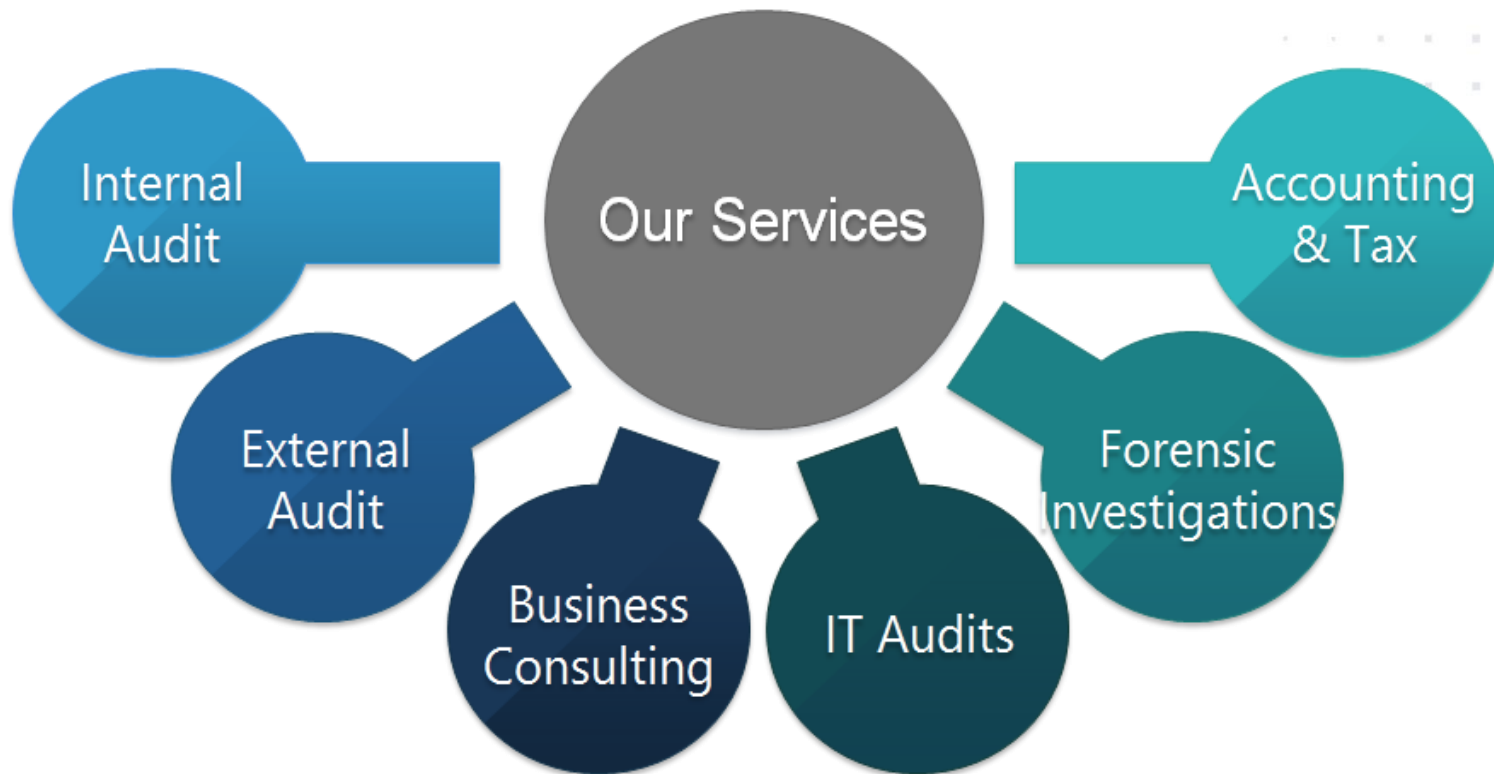 Our Services
Internal
Audit
External
Audit
Business
Consulting
IT Audits
Forensic
Investigations
Accounting
& Tax